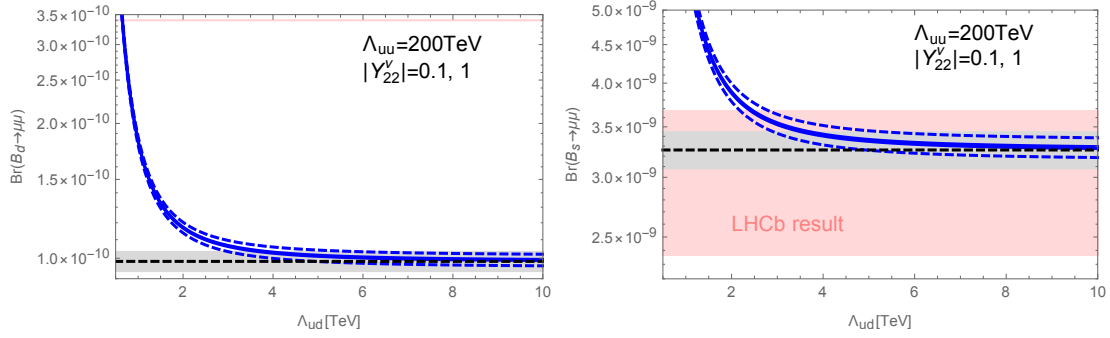 3.5×10⁻¹⁰
3.0×10⁻¹⁰
2.0×10⁻¹⁰
1.5×10⁻¹⁰
1.0×10⁻¹⁰
Br(B_d→μμ)
Λ_uu=200TeV
|Y^ν_22|=0.1, 1
2 4 6 8 10
Λ_ud[TeV]
5.0×10⁻⁹
4.5×10⁻⁹
4.0×10⁻⁹
3.5×10⁻⁹
3.0×10⁻⁹
2.5×10⁻⁹
Br(B_s→μμ)
Λ_uu=200TeV
|Y^ν_22|=0.1, 1
LHCb result
2 4 6 8 10
Λ_ud[TeV]